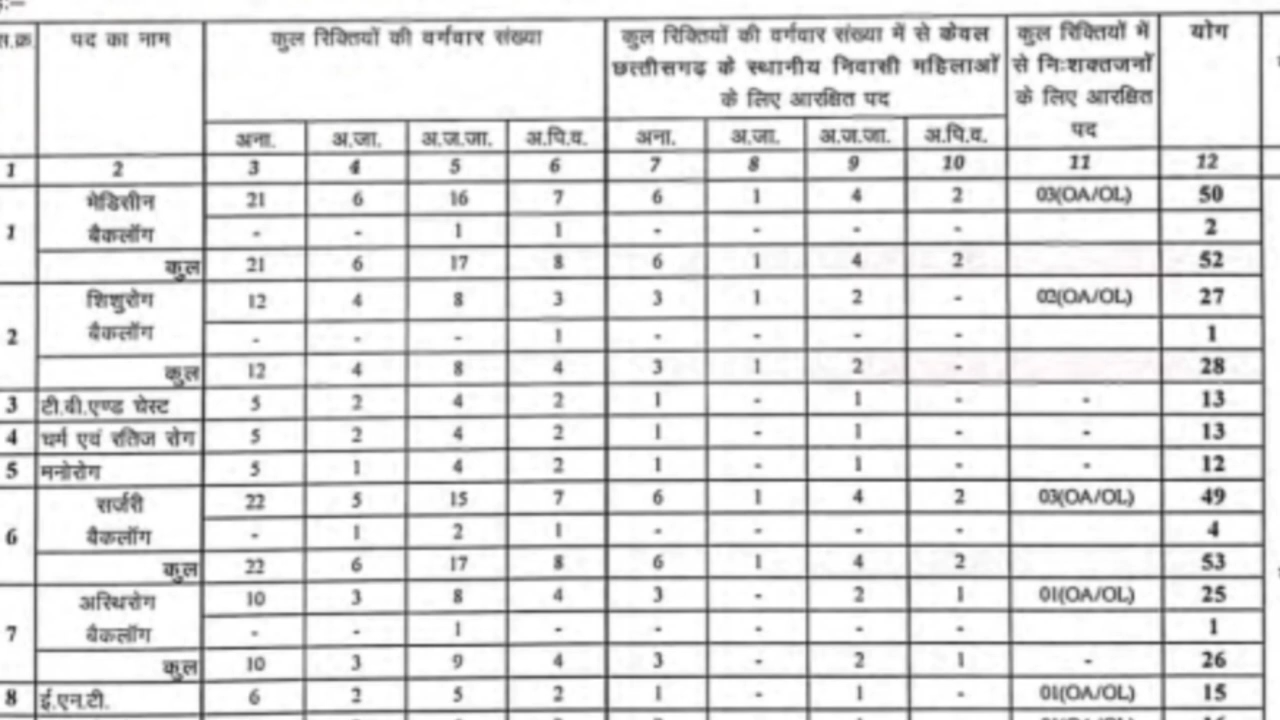 स.क्र. पद का नाम कुल रिक्तियों की वर्गवार संख्या कुल रिक्तियों की वर्गवार संख्या में से केवल कुल रिक्तियों में योग
छत्तीसगढ़ के स्थानीय निवासी महिलाओं से निःशक्तजनों
के लिए आरक्षित पद के लिए आरक्षित
पद
अना. अ.जा. अ.ज.जा. अ.पि.व. अना. अ.जा. अ.ज.जा. अ.पि.व.
1 2 3 4 5 6 7 8 9 10 11 12
1 मेडिसीन 21 6 16 7 6 1 4 2 03(OA/OL) 50
बैकलॉग - - 1 1 - - - - 2
कुल 21 6 17 8 6 1 4 2 52
2 शिशुरोग 12 4 8 3 3 1 2 - 02(OA/OL) 27
बैकलॉग - - - 1 - - - - 1
कुल 12 4 8 4 3 1 2 - 28
3 टी.बी.एण्ड चेस्ट 5 2 4 2 1 - 1 - - 13
4 चर्म एवं रतिज रोग 5 2 4 2 1 - 1 - - 13
5 मनोरोग 5 1 4 2 1 - 1 - - 12
6 सर्जरी 22 5 15 7 6 1 4 2 03(OA/OL) 49
बैकलॉग - 1 2 1 - - - - 4
कुल 22 6 17 8 6 1 4 2 53
7 अस्थिरोग 10 3 8 4 3 - 2 1 01(OA/OL) 25
बैकलॉग - - 1 - - - - - 1
कुल 10 3 9 4 3 - 2 1 - 26
8 ई.एन.टी. 6 2 5 2 1 - 1 - 01(OA/OL) 15